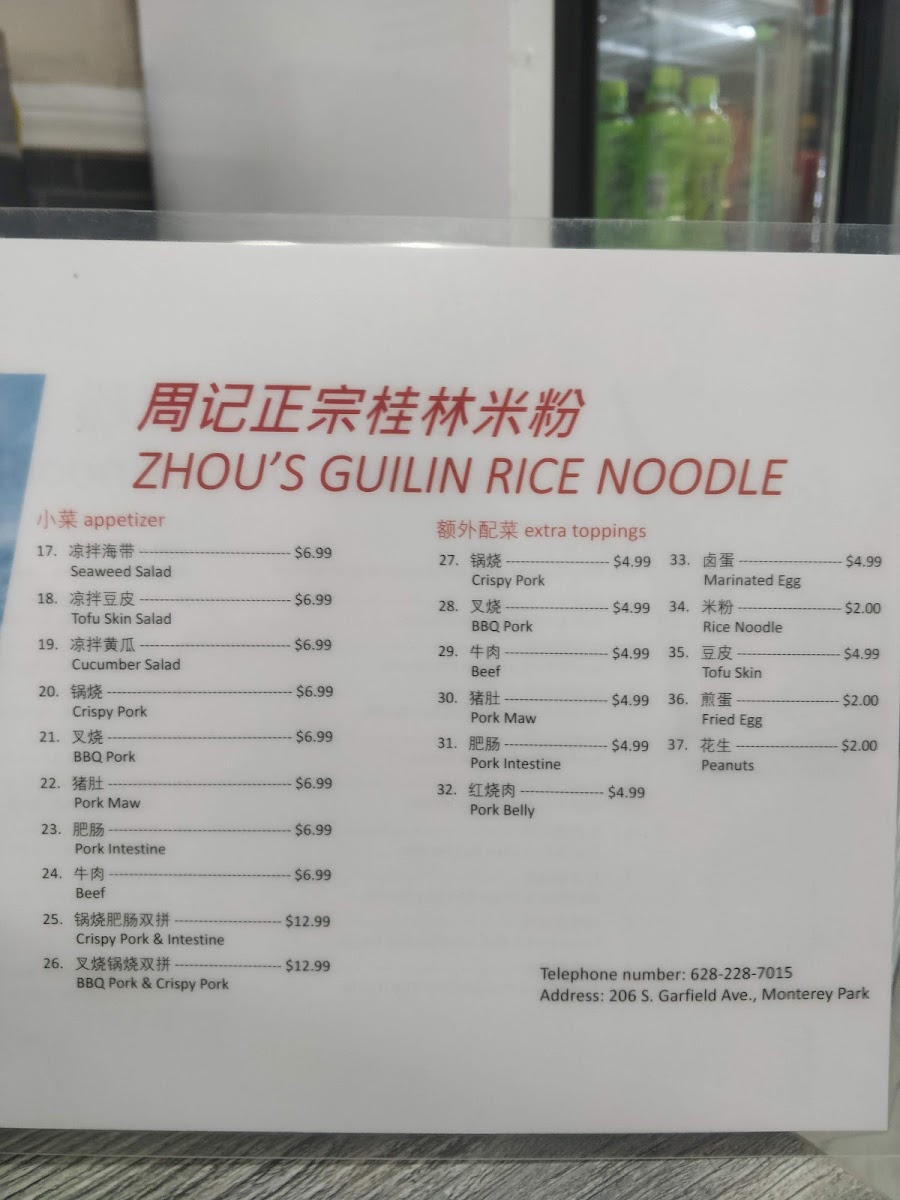 周记正宗桂林米粉
ZHOU'S GUILIN RICE NOODLE
小菜 appetizer
17. 凉拌海带 ---------------------------- $6.99
Seaweed Salad
18. 凉拌豆皮 ---------------------------- $6.99
Tofu Skin Salad
19. 凉拌黄瓜 ---------------------------- $6.99
Cucumber Salad
20. 锅烧 ---------------------------------- $6.99
Crispy Pork
21. 叉烧 ---------------------------------- $6.99
BBQ Pork
22. 猪肚 ---------------------------------- $6.99
Pork Maw
23. 肥肠 ---------------------------------- $6.99
Pork Intestine
24. 牛肉 ---------------------------------- $6.99
Beef
25. 锅烧肥肠双拼 -------------------- $12.99
Crispy Pork & Intestine
26. 叉烧锅烧双拼 -------------------- $12.99
BBQ Pork & Crispy Pork
额外配菜 extra toppings
27. 锅烧 ------------------- $4.99
Crispy Pork
28. 叉烧 ------------------- $4.99
BBQ Pork
29. 牛肉 ------------------- $4.99
Beef
30. 猪肚 ------------------- $4.99
Pork Maw
31. 肥肠 ------------------- $4.99
Pork Intestine
32. 红烧肉 ---------------- $4.99
Pork Belly
33. 卤蛋 ------------------- $4.99
Marinated Egg
34. 米粉 ------------------- $2.00
Rice Noodle
35. 豆皮 ------------------- $4.99
Tofu Skin
36. 煎蛋 ------------------- $2.00
Fried Egg
37. 花生 ------------------- $2.00
Peanuts
Telephone number: 628-228-7015
Address: 206 S. Garfield Ave., Monterey Park